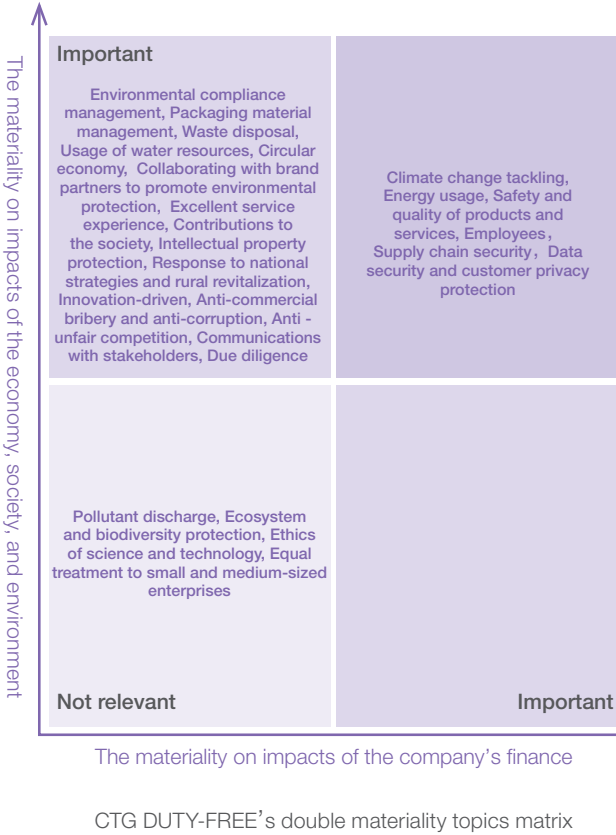 The materiality on impacts of the economy, society, and environment
Important
Environmental compliance
management, Packaging material
management, Waste disposal,
Usage of water resources, Circular
economy,  Collaborating with brand
partners to promote environmental
protection,  Excellent service
experience, Contributions to
the society, Intellectual property
protection, Response to national
strategies and rural revitalization,
Innovation-driven, Anti-commercial
bribery and anti-corruption, Anti -
unfair competition, Communications
with stakeholders, Due diligence
Climate change tackling,
Energy usage, Safety and
quality of products and
services, Employees，
Supply chain security，Data
security and customer privacy
protection
Pollutant discharge, Ecosystem
and biodiversity protection, Ethics
of science and technology, Equal
treatment to small and medium-sized
enterprises
Not relevant
Important
The materiality on impacts of the company's finance
CTG DUTY-FREE’s double materiality topics matrix